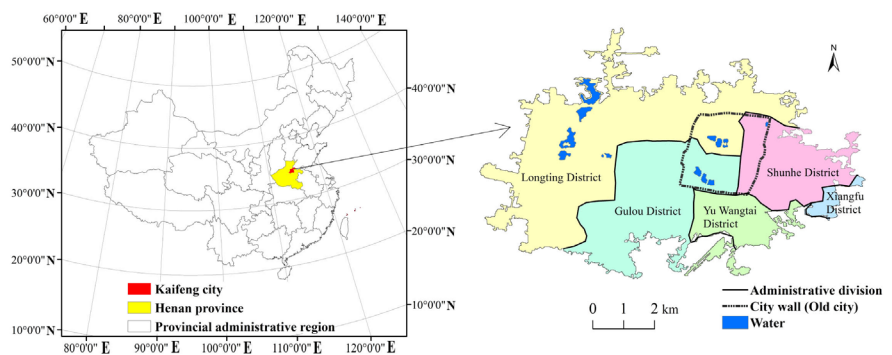 60°0'0"E 80°0'0"E 100°0'0"E 120°0'0"E 140°0'0"E 160°0'0"E
50°0'0"N
40°0'0"N
30°0'0"N
20°0'0"N
10°0'0"N
40°0'0"N
30°0'0"N
20°0'0"N
10°0'0"N
Kaifeng city
Henan province
Provincial administrative region
80°0'0"E 90°0'0"E 100°0'0"E 110°0'0"E 120°0'0"E
N
Longting District
Shunhe District
Xiangfu
District
Gulou District
Yu Wangtai
District
0 1 2 km
Administrative division
City wall (Old city)
Water